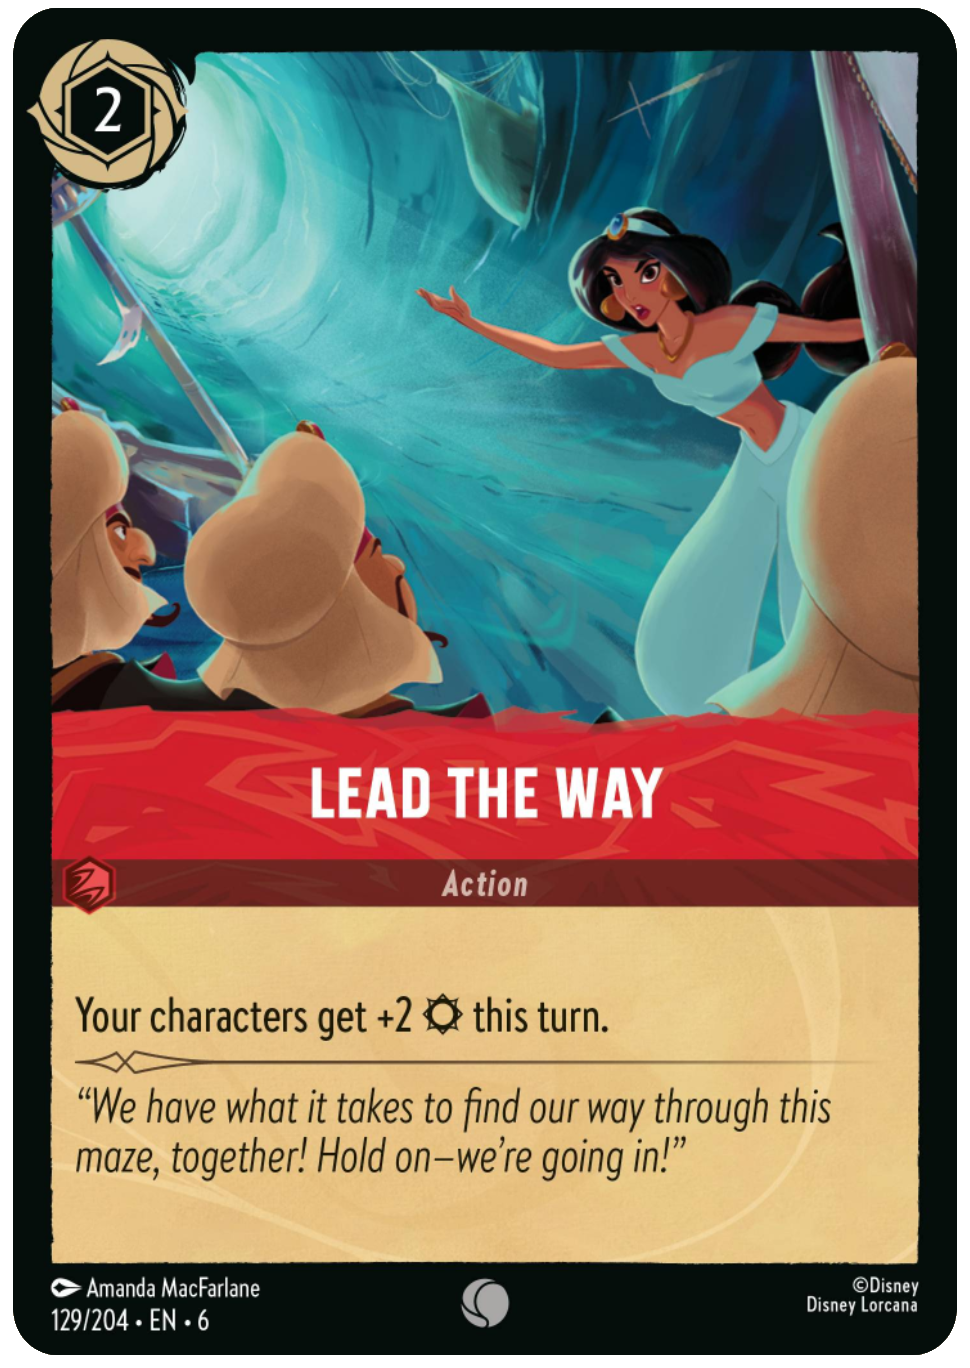 2
LEAD THE WAY
Action
Your characters get +2 this turn.
“We have what it takes to find our way through this
maze, together! Hold on–we’re going in!”
Amanda MacFarlane
129/204 • EN • 6
©Disney
Disney Lorcana